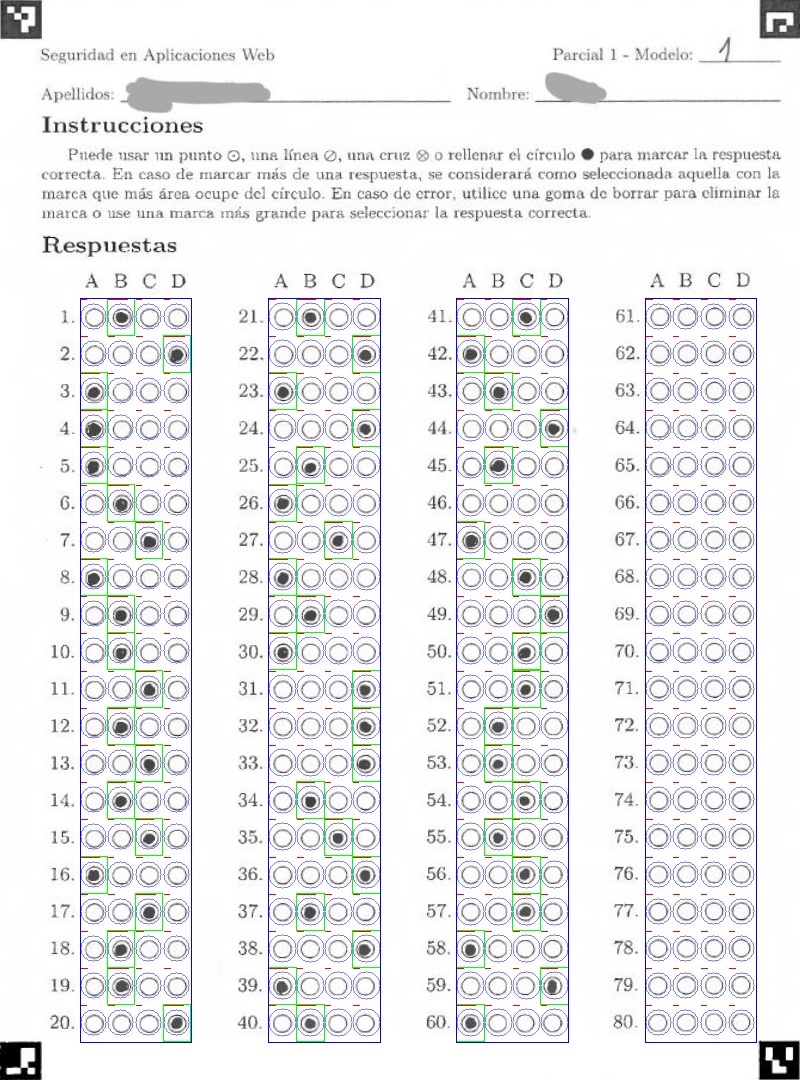 Seguridad en Aplicaciones Web Parcial 1 - Modelo: 1
Apellidos: Nombre:
Instrucciones
Puede usar un punto ⊙, una línea ⊘, una cruz ⊗ o rellenar el círculo ● para marcar la respuesta
correcta. En caso de marcar más de una respuesta, se considerará como seleccionada aquella con la
marca que más área ocupe del círculo. En caso de error, utilice una goma de borrar para eliminar la
marca o use una marca más grande para seleccionar la respuesta correcta.
Respuestas
A B C D A B C D A B C D A B C D
1. 21. 41. 61.
2. 22. 42. 62.
3. 23. 43. 63.
4. 24. 44. 64.
5. 25. 45. 65.
6. 26. 46. 66.
7. 27. 47. 67.
8. 28. 48. 68.
9. 29. 49. 69.
10. 30. 50. 70.
11. 31. 51. 71.
12. 32. 52. 72.
13. 33. 53. 73.
14. 34. 54. 74.
15. 35. 55. 75.
16. 36. 56. 76.
17. 37. 57. 77.
18. 38. 58. 78.
19. 39. 59. 79.
20. 40. 60. 80.